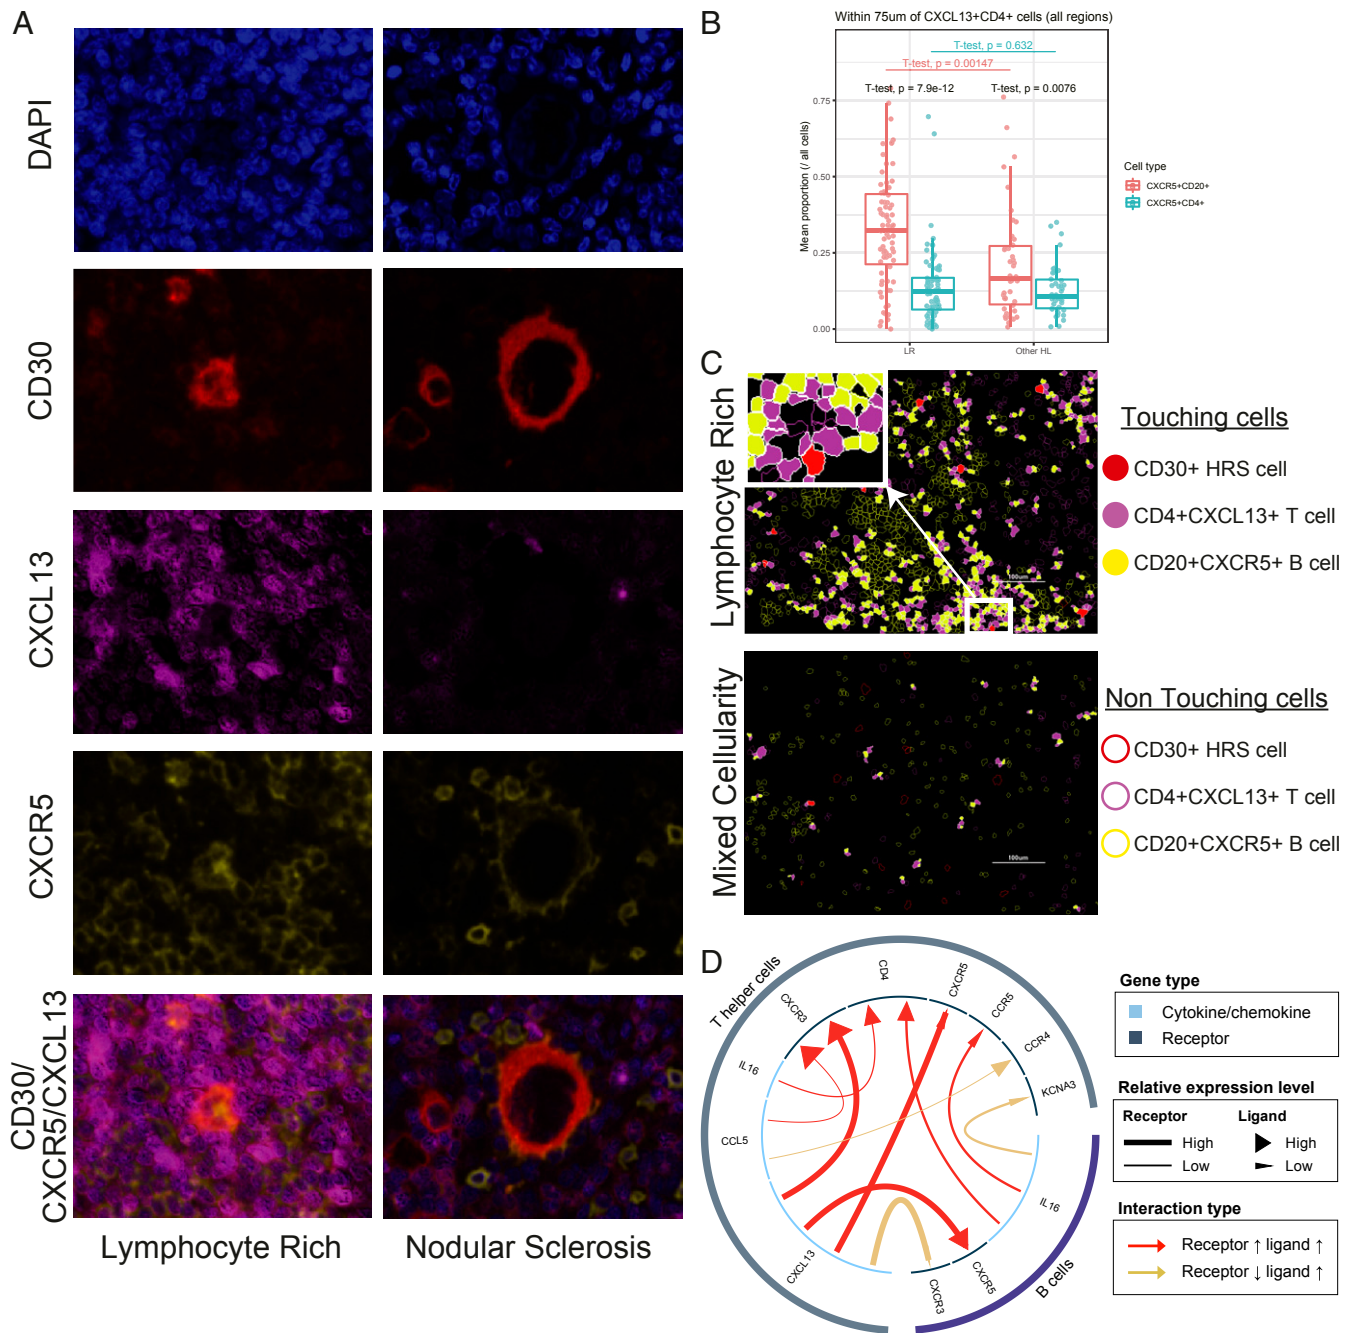 A
DAPI
CD30
CXCL13
CXCR5
CD30/
CXCR5/CXCL13
Lymphocyte Rich
Nodular Sclerosis
B
Within 75um of CXCL13+CD4+ cells (all regions)
T-test, p = 0.632
T-test, p = 0.00147
T-test, p = 7.9e-12
T-test, p = 0.0076
Mean proportion (/ all cells)
0.75
0.50
0.25
0.00
LR
Other HL
Cell type
CXCR5+CD20+
CXCR5+CD4+
C
Lymphocyte Rich
100um
Mixed Cellularity
100um
Touching cells
CD30+ HRS cell
CD4+CXCL13+ T cell
CD20+CXCR5+ B cell
Non Touching cells
CD30+ HRS cell
CD4+CXCL13+ T cell
CD20+CXCR5+ B cell
D
T helper cells
B cells
IL16
CXCR3
CD4
CXCR5
CCR5
CCR4
KCNA3
CCL5
CXCL13
IL16
CXCR5
CXCR3
Gene type
Cytokine/chemokine
Receptor
Relative expression level
Receptor Ligand
High High
Low Low
Interaction type
Receptor ↑ ligand ↑
Receptor ↓ ligand ↑